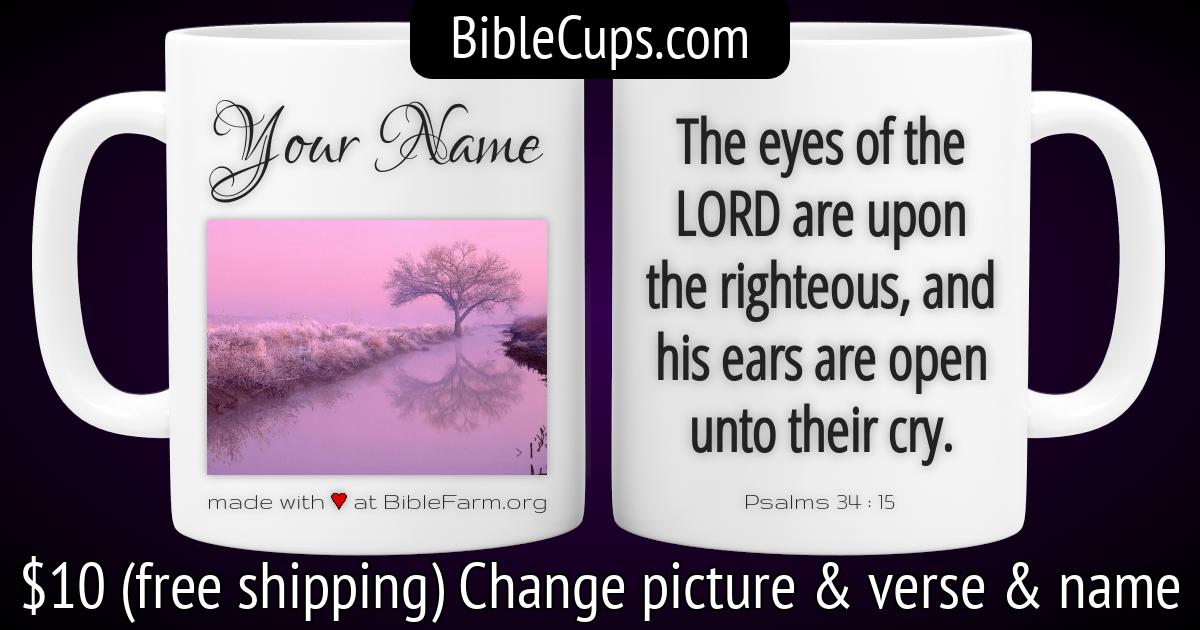 BibleCups.com
Your Name
made with ♥ at BibleFarm.org
The eyes of the
LORD are upon
the righteous, and
his ears are open
unto their cry.
Psalms 34 : 15
$10 (free shipping) Change picture & verse & name